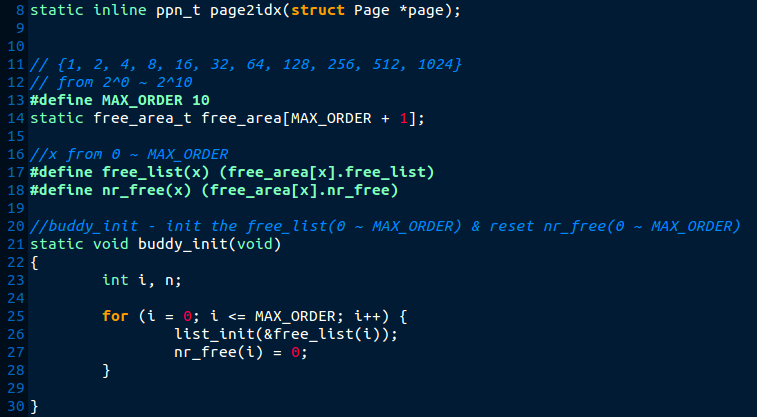 8 static inline ppn_t page2idx(struct Page *page);
9
10
11 // {1, 2, 4, 8, 16, 32, 64, 128, 256, 512, 1024}
12 // from 2^0 ~ 2^10
13 #define MAX_ORDER 10
14 static free_area_t free_area[MAX_ORDER + 1];
15
16 //x from 0 ~ MAX_ORDER
17 #define free_list(x) (free_area[x].free_list)
18 #define nr_free(x) (free_area[x].nr_free)
19
20 //buddy_init - init the free_list(0 ~ MAX_ORDER) & reset nr_free(0 ~ MAX_ORDER)
21 static void buddy_init(void)
22 {
23         int i, n;
24
25         for (i = 0; i <= MAX_ORDER; i++) {
26                 list_init(&free_list(i));
27                 nr_free(i) = 0;
28         }
29
30 }